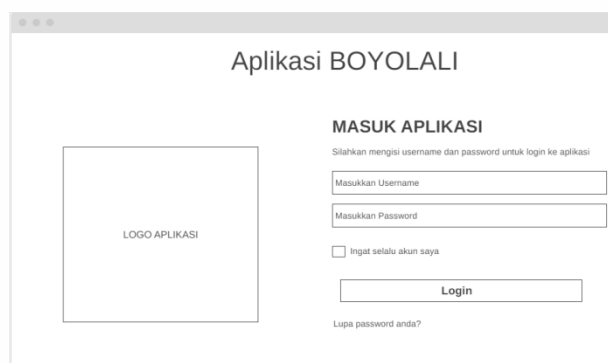 Aplikasi BOYOLALI
MASUK APLIKASI
Silahkan mengisi username dan password untuk login ke aplikasi
Masukkan Username
Masukkan Password
LOGO APLIKASI
Ingat selalu akun saya
Login
Lupa password anda?